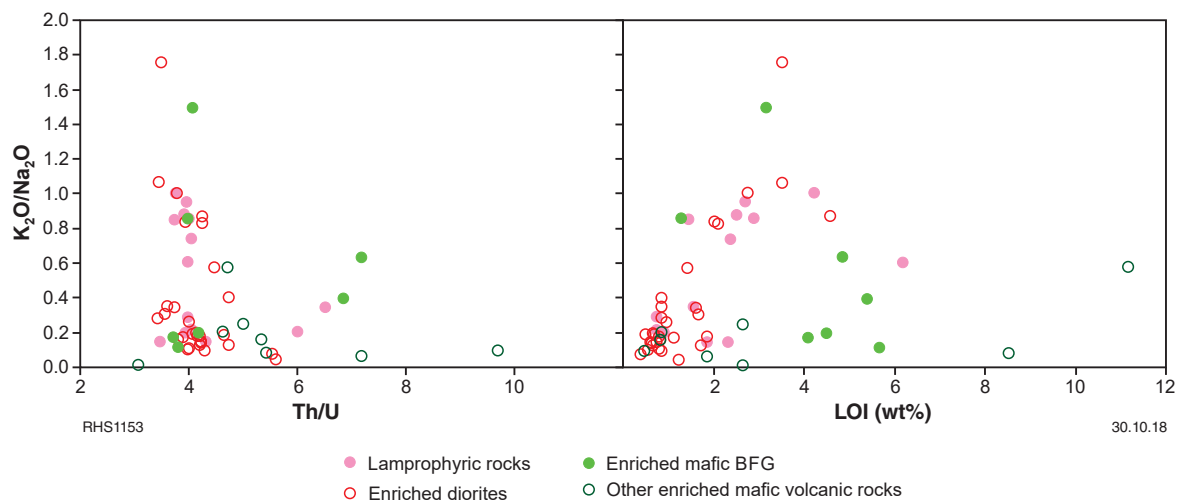 2.0
1.8
1.6
1.4
1.2
1.0
0.8
0.6
0.4
0.2
0.0
K₂O/Na₂O
2 4 6 8 10
2 4 6 8 10 12
Th/U
LOI (wt%)
RHS1153
30.10.18
Lamprophyric rocks
Enriched mafic BFG
Enriched diorites
Other enriched mafic volcanic rocks